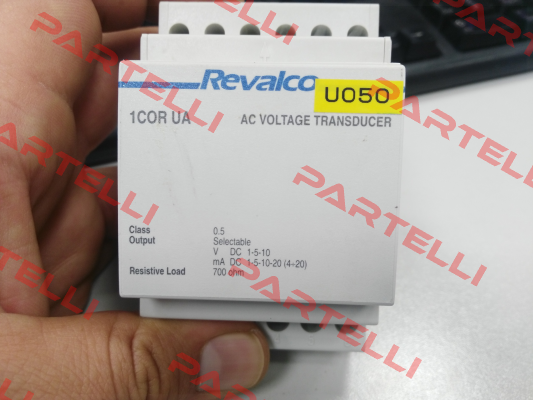 Revalco
U050
1COR UA AC VOLTAGE TRANSDUCER
Class 0.5
Output Selectable
V DC 1-5-10
mA DC 1-5-10-20 (4÷20)
Resistive Load 700 ohm
PARTELLI
PARTELLI
PARTELLI
PARTELLI
PARTELLI
PARTELLI